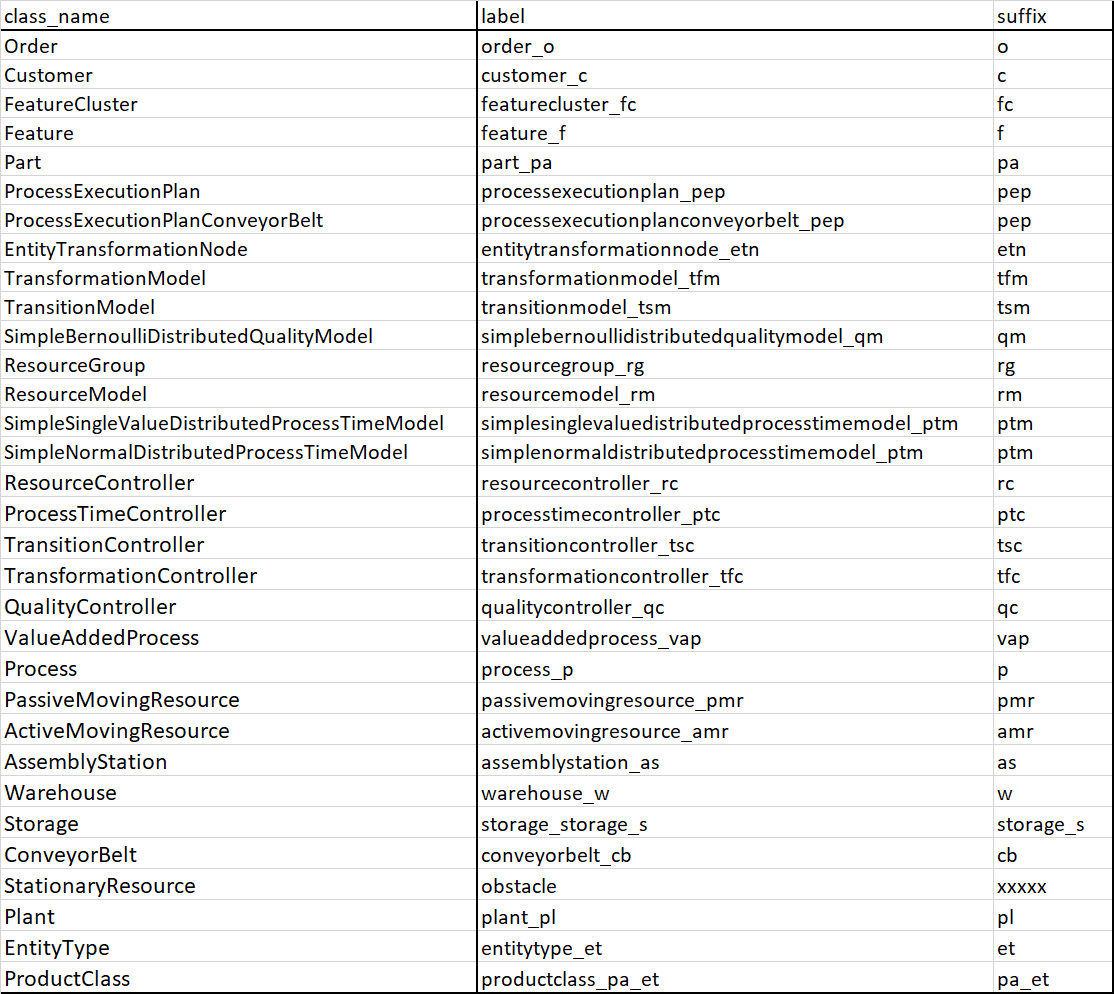 class_name label suffix
Order order_o o
Customer customer_c c
FeatureCluster featurecluster_fc fc
Feature feature_f f
Part part_pa pa
ProcessExecutionPlan processexecutionplan_pep pep
ProcessExecutionPlanConveyorBelt processexecutionplanconveyorbelt_pep pep
EntityTransformationNode entitytransformationnode_etn etn
TransformationModel transformationmodel_tfm tfm
TransitionModel transitionmodel_tsm tsm
SimpleBernoulliDistributedQualityModel simplebernoullidistributedqualitymodel_qm qm
ResourceGroup resourcegroup_rg rg
ResourceModel resourcemodel_rm rm
SimpleSingleValueDistributedProcessTimeModel simplesinglevaluedistributedprocesstimemodel_ptm ptm
SimpleNormalDistributedProcessTimeModel simplenormaldistributedprocesstimemodel_ptm ptm
ResourceController resourcecontroller_rc rc
ProcessTimeController processtimecontroller_ptc ptc
TransitionController transitioncontroller_tsc tsc
TransformationController transformationcontroller_tfc tfc
QualityController qualitycontroller_qc qc
ValueAddedProcess valueaddedprocess_vap vap
Process process_p p
PassiveMovingResource passivemovingresource_pmr pmr
ActiveMovingResource activemovingresource_amr amr
AssemblyStation assemblystation_as as
Warehouse warehouse_w w
Storage storage_storage_s storage_s
ConveyorBelt conveyorbelt_cb cb
StationaryResource obstacle xxxxx
Plant plant_pl pl
EntityType entitytype_et et
ProductClass productclass_pa_et pa_et